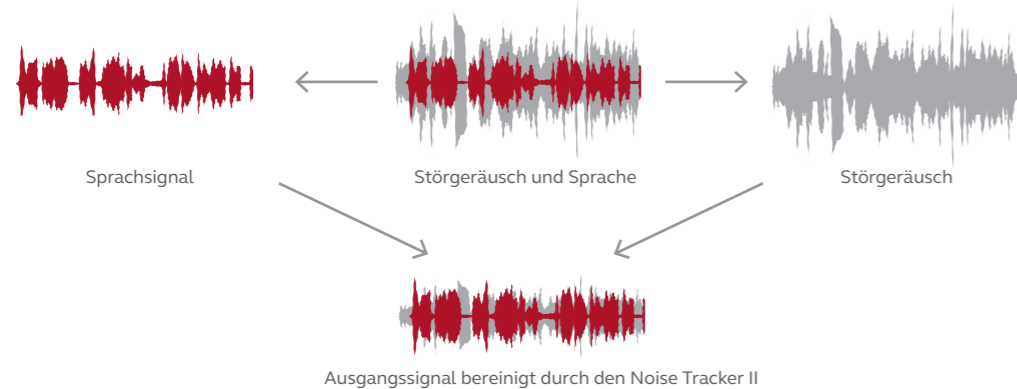 Sprachsignal
Störgeräusch und Sprache
Störgeräusch
Ausgangssignal bereinigt durch den Noise Tracker II